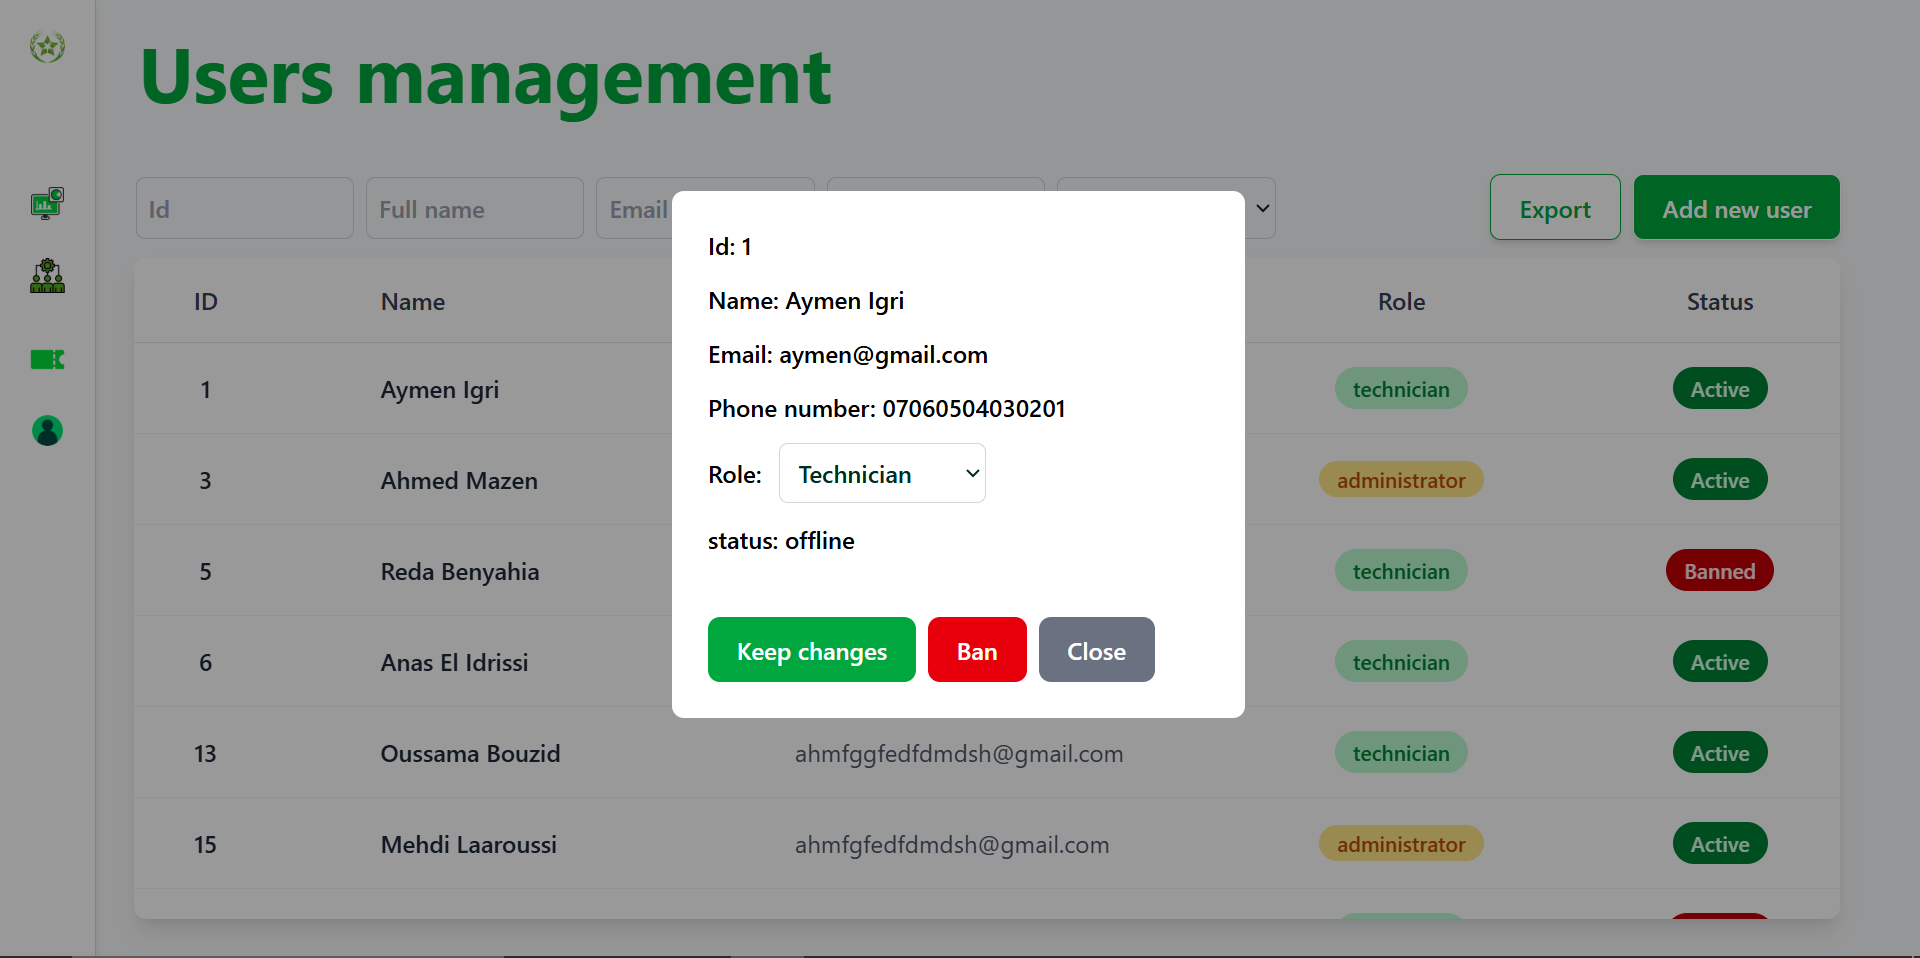 Users management
Id
Full name
Email
Export
Add new user
ID
Name
Role
Status
1
Aymen Igri
technician
Active
3
Ahmed Mazen
administrator
Active
5
Reda Benyahia
technician
Banned
6
Anas El Idrissi
technician
Active
13
Oussama Bouzid
ahmfggfedfdmdsh@gmail.com
technician
Active
15
Mehdi Laaroussi
ahmfgfedfdmdsh@gmail.com
administrator
Active
Id: 1
Name: Aymen Igri
Email: aymen@gmail.com
Phone number: 07060504030201
Role: Technician
status: offline
Keep changes
Ban
Close